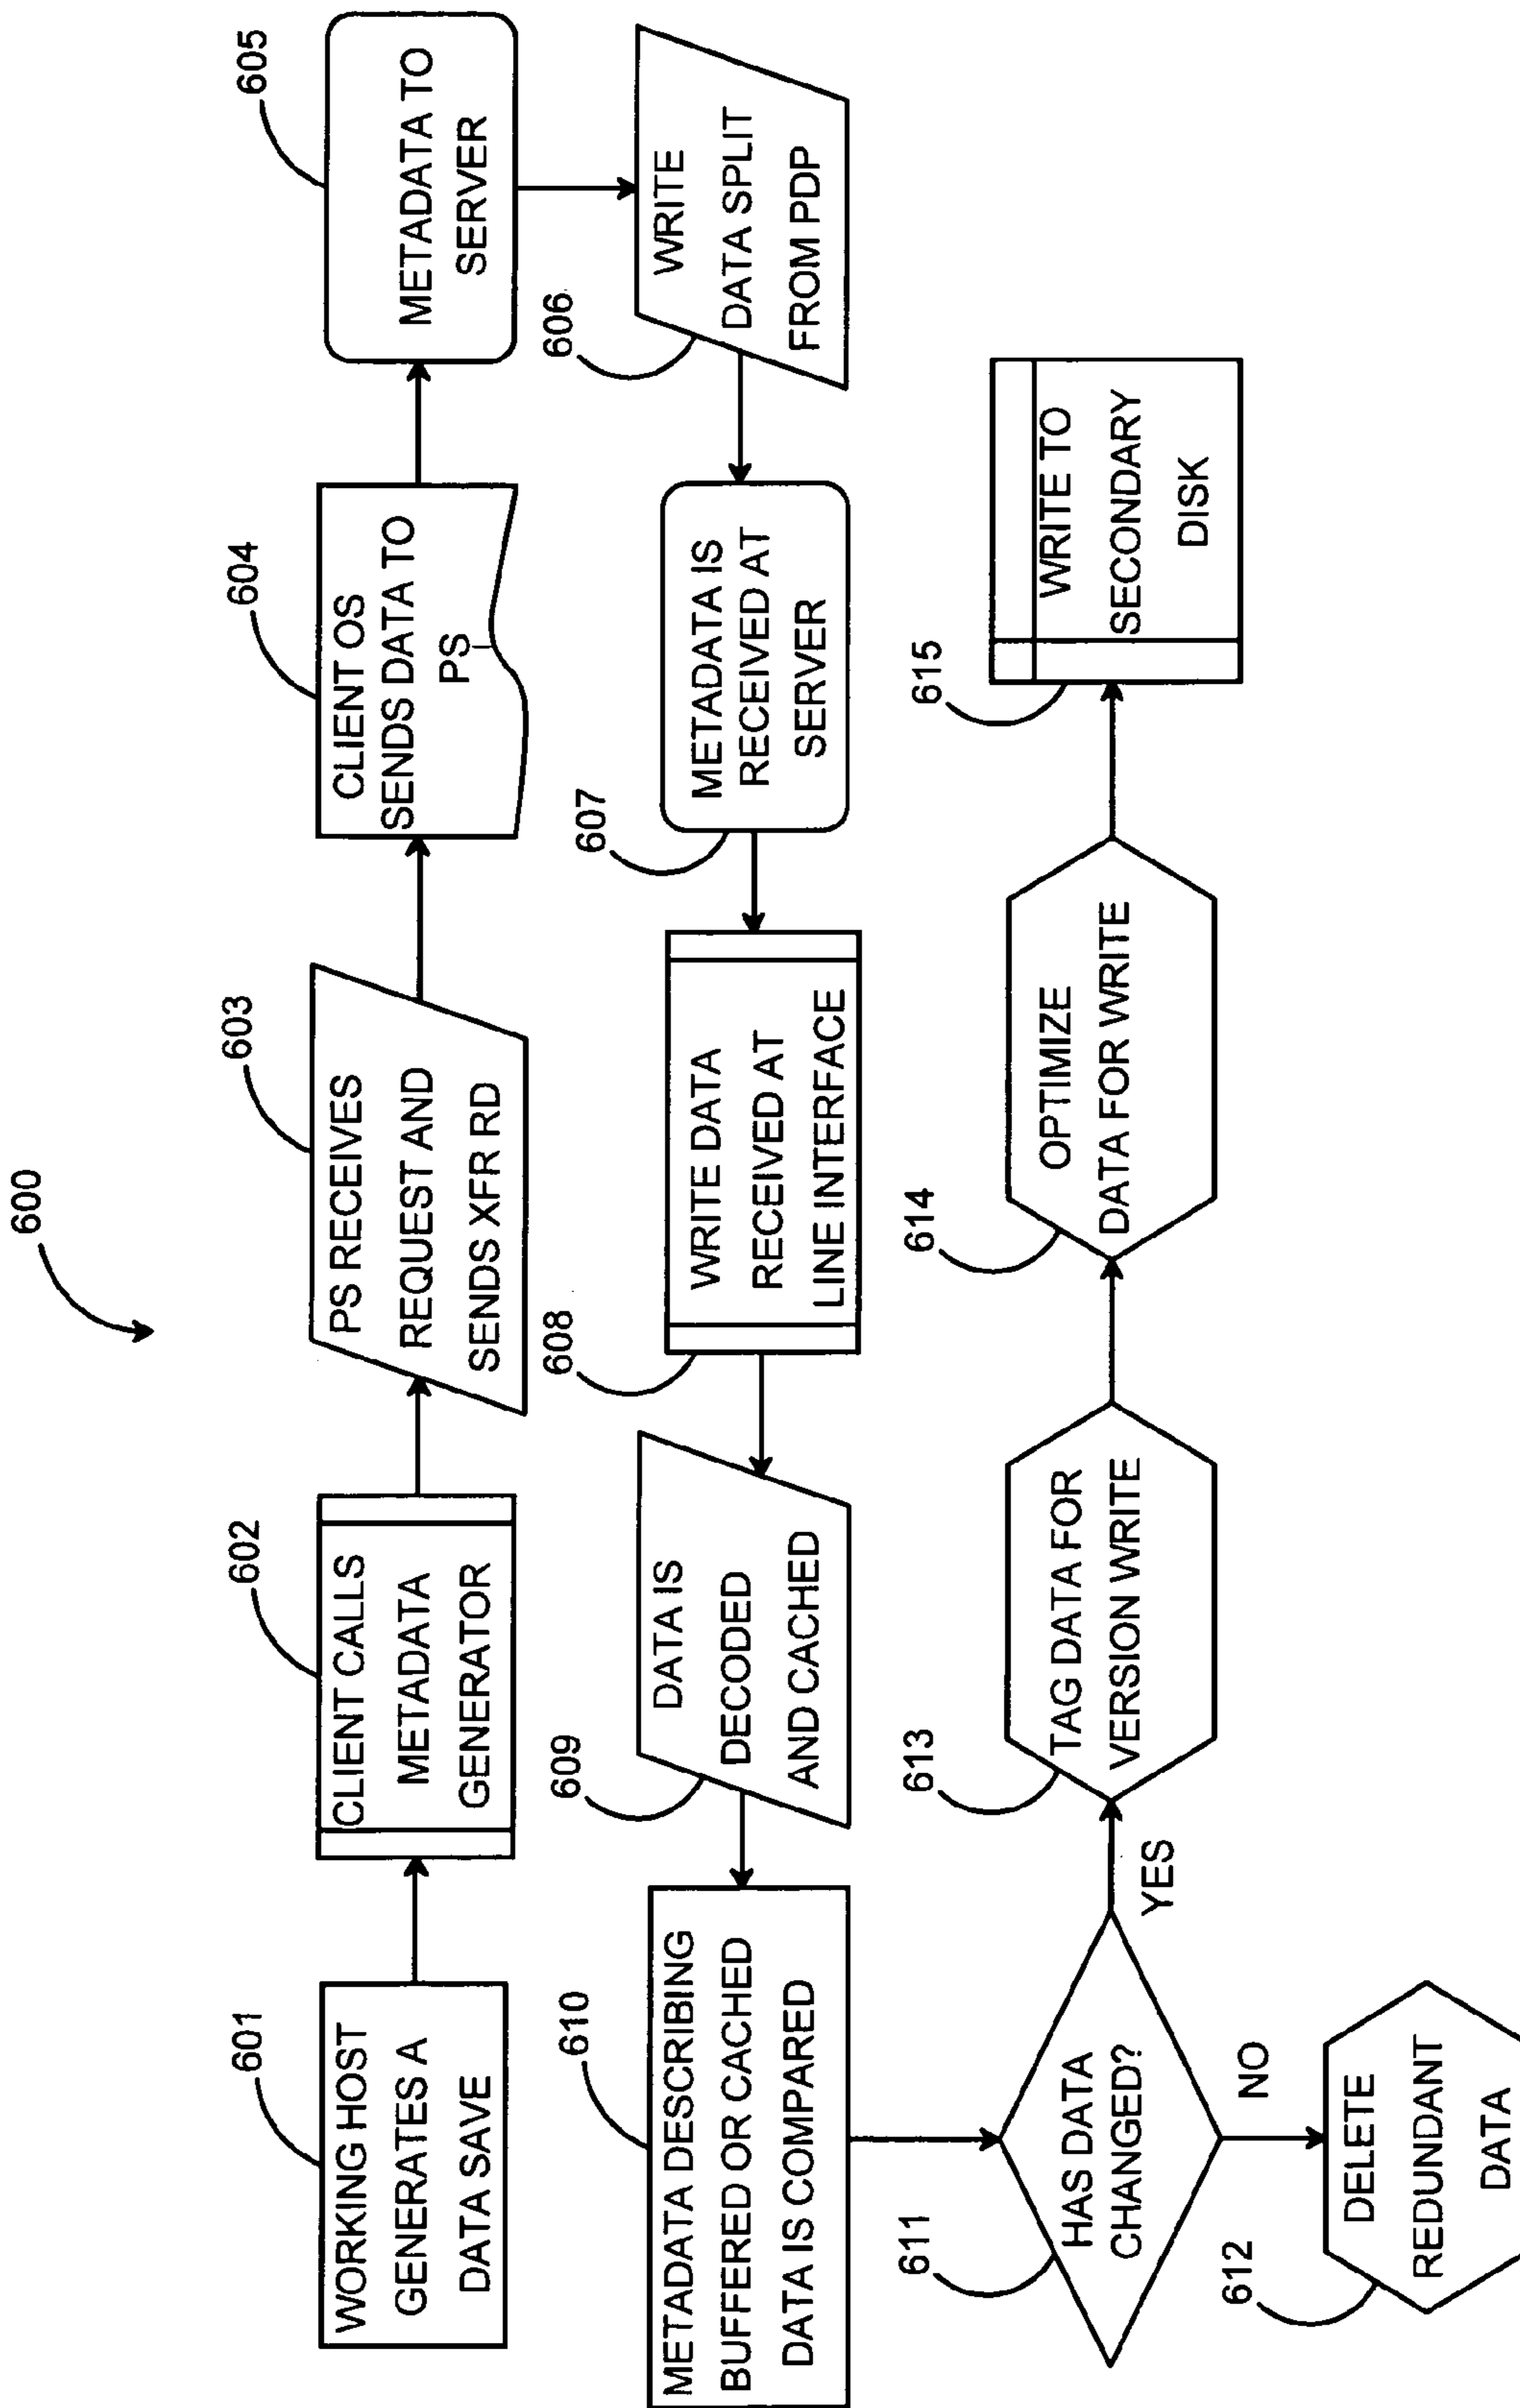 600
601
WORKING HOST
GENERATES A
DATA SAVE
602
CLIENT CALLS
METADATA
GENERATOR
603
PS RECEIVES
REQUEST AND
SENDS XFR RD
604
CLIENT OS
SENDS DATA TO
PS
605
METADATA TO
SERVER
606
WRITE
DATA SPLIT
FROM PDP
607
METADATA IS
RECEIVED AT
SERVER
608
WRITE DATA
RECEIVED AT
LINE INTERFACE
609
DATA IS
DECODED
AND CACHED
610
METADATA DESCRIBING
BUFFERED OR CACHED
DATA IS COMPARED
611
HAS DATA
CHANGED?
YES
NO
612
DELETE
REDUNDANT
DATA
613
TAG DATA FOR
VERSION WRITE
614
OPTIMIZE
DATA FOR WRITE
615
WRITE TO
SECONDARY
DISK